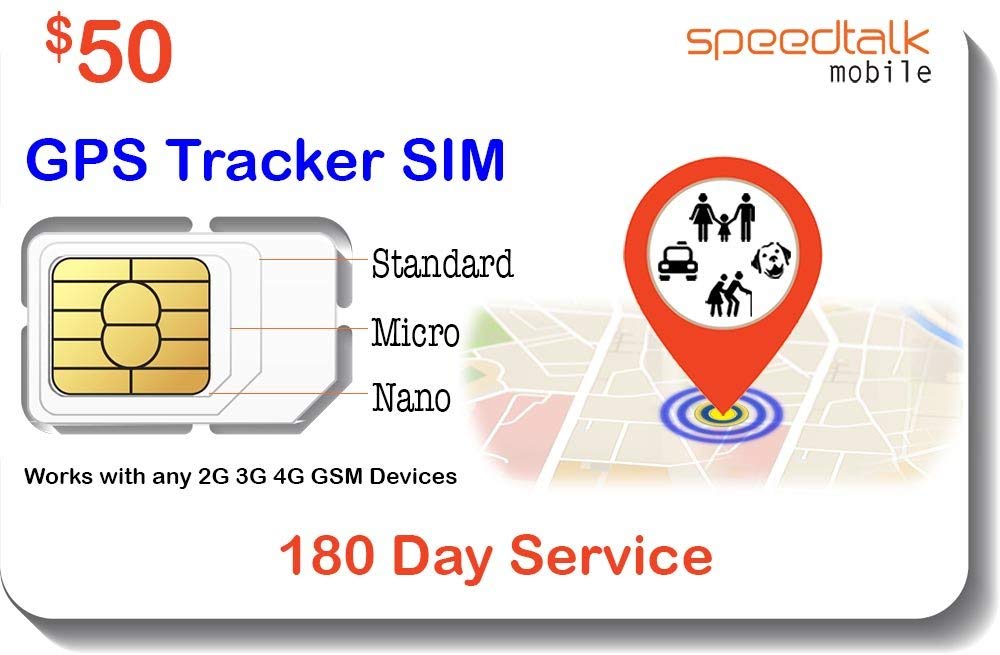 $50
speedtalk
mobile
GPS Tracker SIM
Standard
Micro
Nano
Works with any 2G 3G 4G GSM Devices
180 Day Service